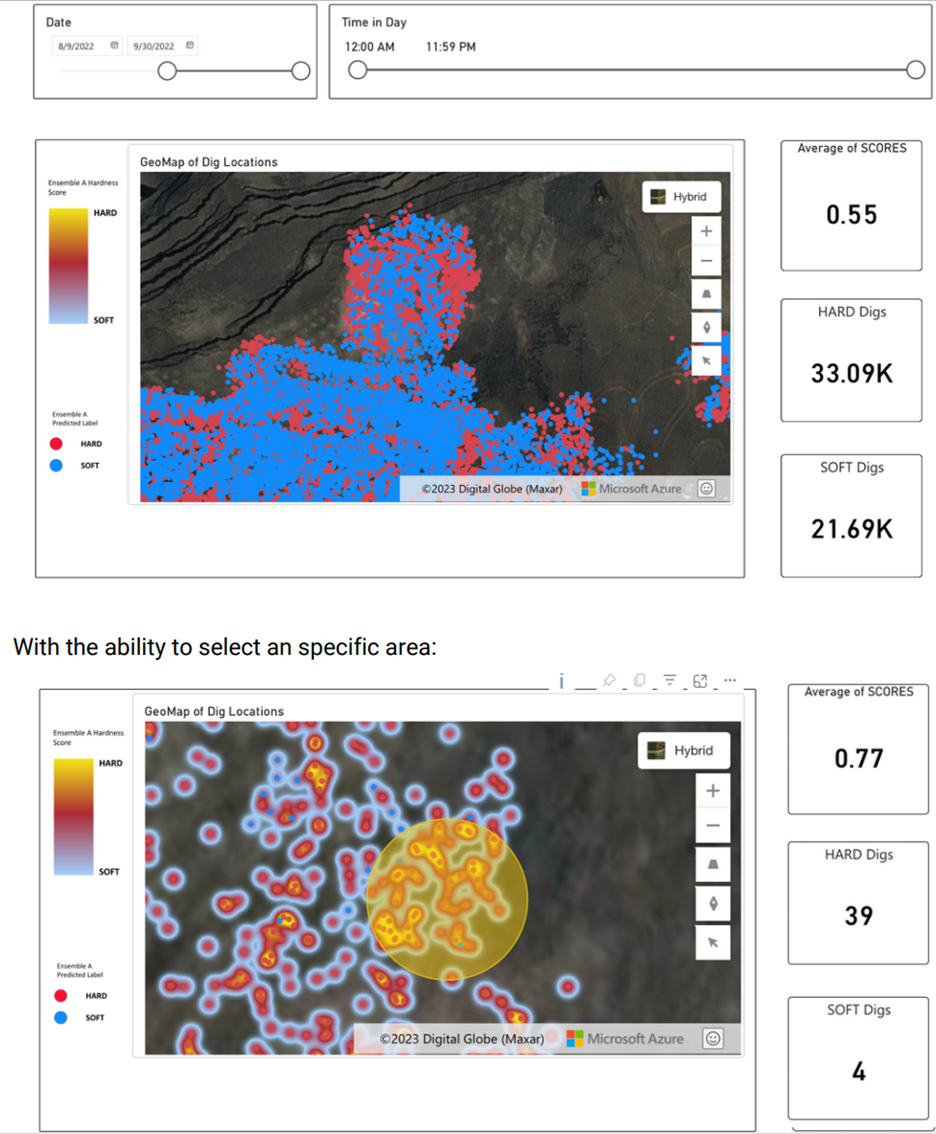 Date
8/9/2022
9/30/2022
Time in Day
12:00 AM
11:59 PM
GeoMap of Dig Locations
Ensemble A Hardness
Score
HARD
SOFT
Ensemble A
Predicted Label
HARD
SOFT
Hybrid
©2023 Digital Globe (Maxar)
Microsoft Azure
Average of SCORES
0.55
HARD Digs
33.09K
SOFT Digs
21.69K
With the ability to select an specific area:
GeoMap of Dig Locations
Ensemble A Hardness
Score
HARD
SOFT
Ensemble A
Predicted Label
HARD
SOFT
Hybrid
©2023 Digital Globe (Maxar)
Microsoft Azure
Average of SCORES
0.77
HARD Digs
39
SOFT Digs
4